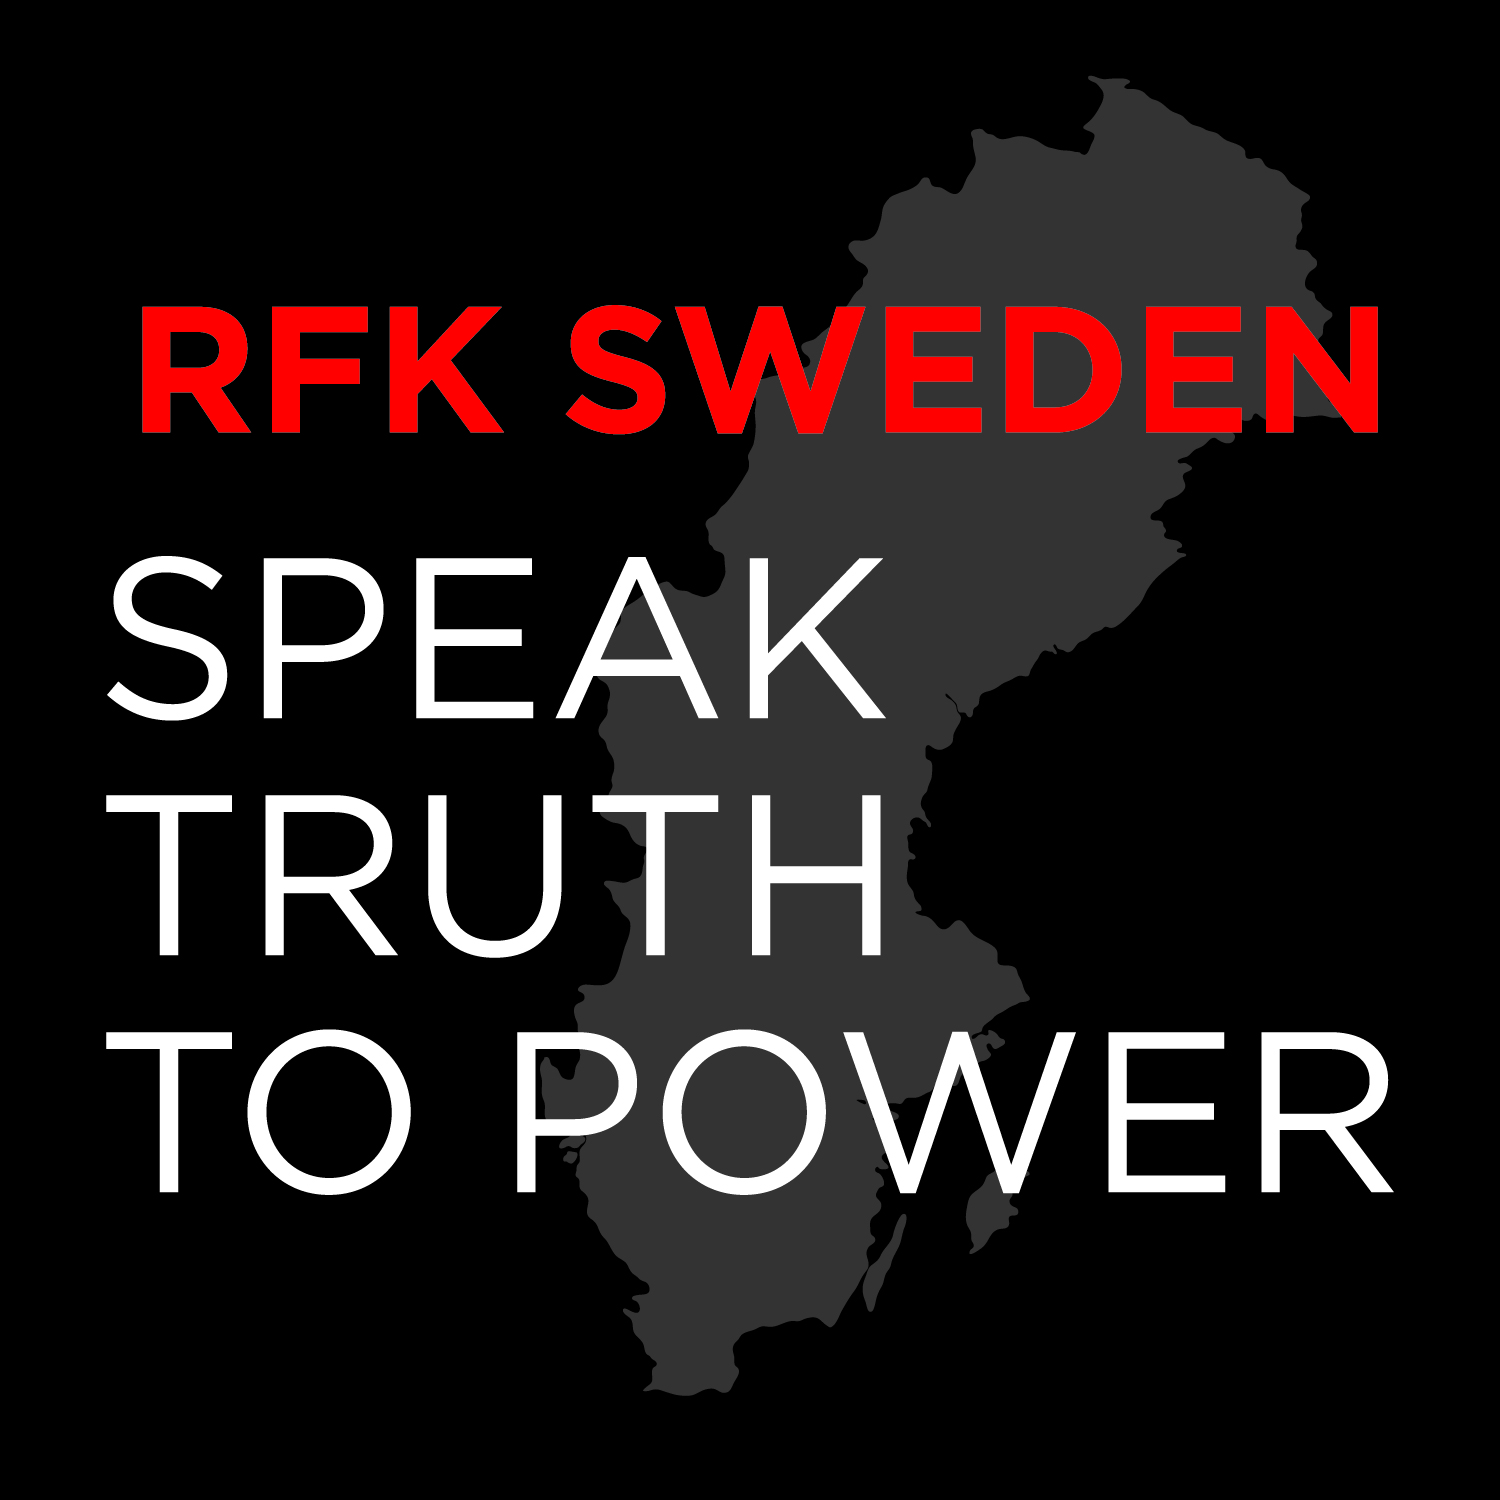 RFK SWEDEN
SPEAK
TRUTH
TO POWER